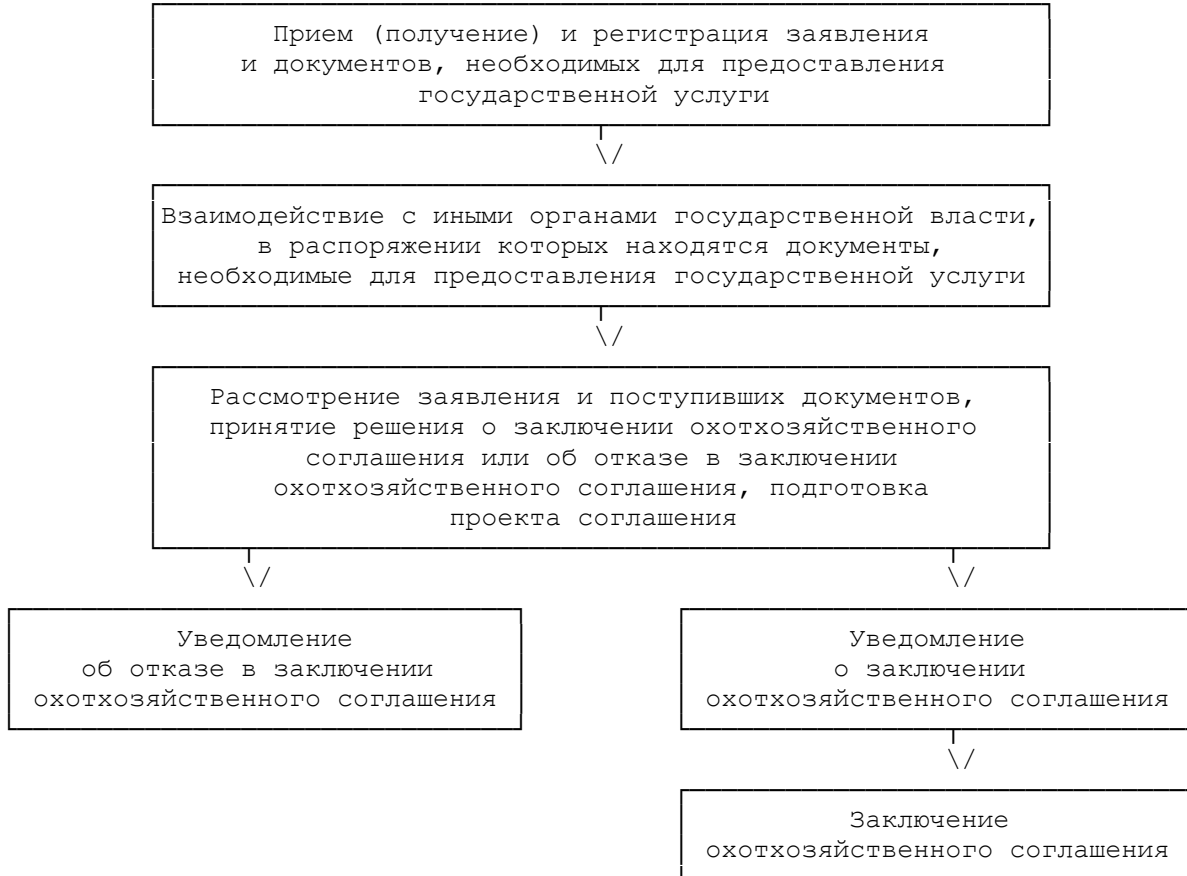 Прием (получение) и регистрация заявления
и документов, необходимых для предоставления
государственной услуги
\/
Взаимодействие с иными органами государственной власти,
в распоряжении которых находятся документы,
необходимые для предоставления государственной услуги
\/
Рассмотрение заявления и поступивших документов,
принятие решения о заключении охотхозяйственного
соглашения или об отказе в заключении
охотхозяйственного соглашения, подготовка
проекта соглашения
\/
\/
Уведомление
об отказе в заключении
охотхозяйственного соглашения
Уведомление
о заключении
охотхозяйственного соглашения
\/
Заключение
охотхозяйственного соглашения